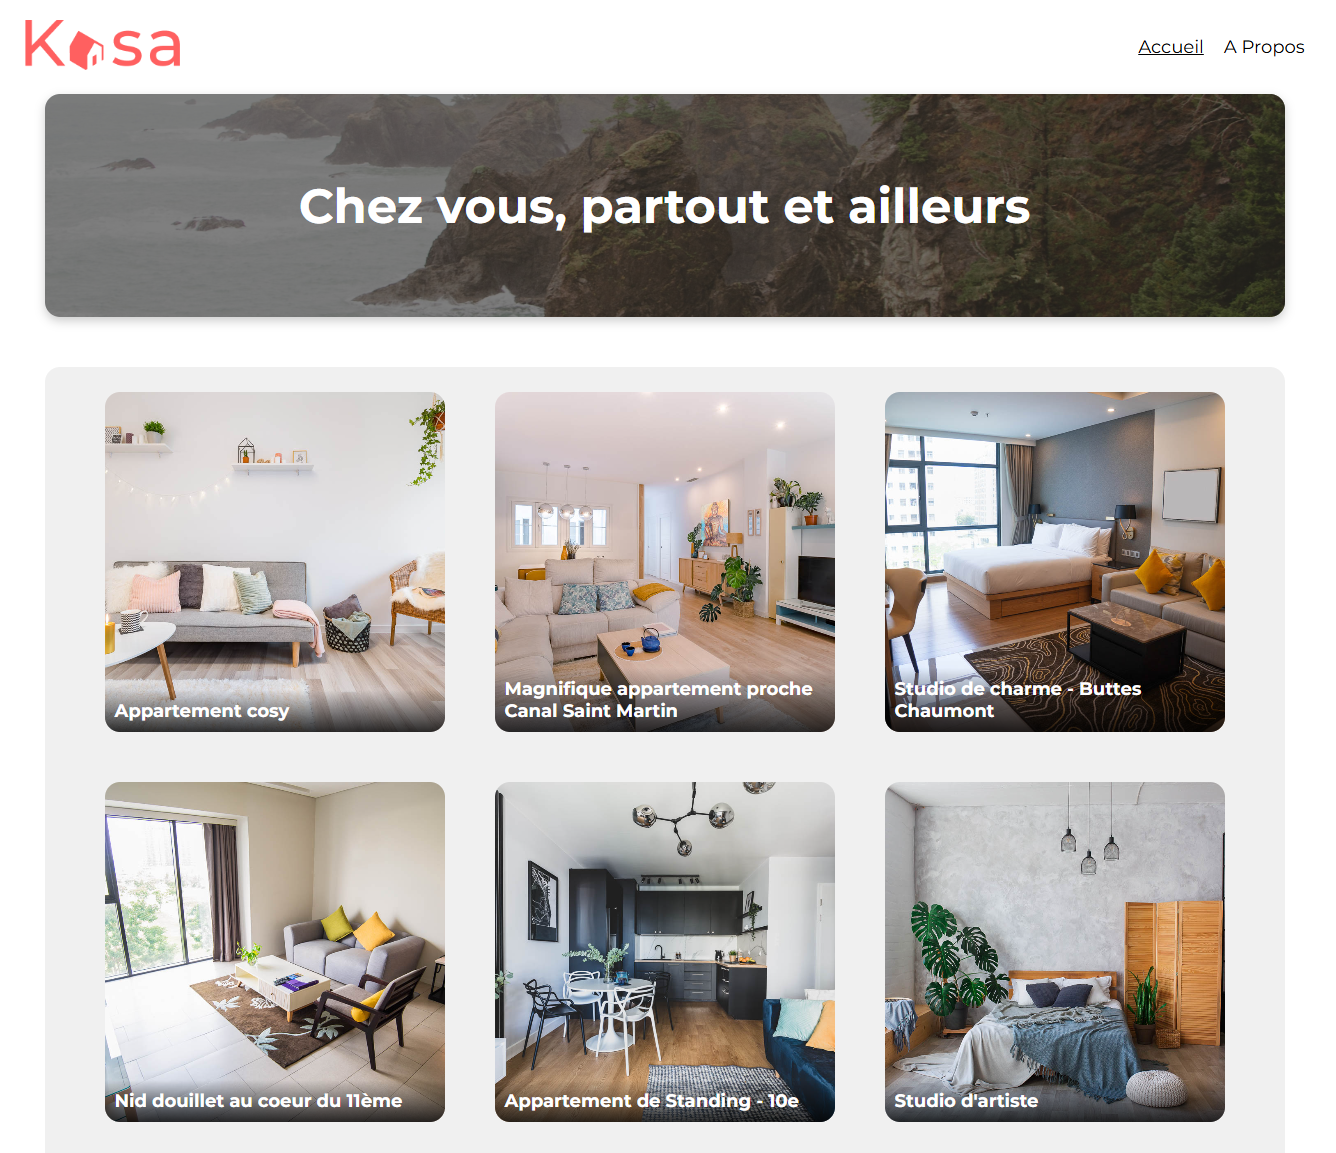 Kasa
Accueil
A Propos
Chez vous, partout et ailleurs
Appartement cosy
Magnifique appartement proche
Canal Saint Martin
Studio de charme - Buttes
Chaumont
Nid douillet au coeur du 11ème
Appartement de Standing - 10e
Studio d'artiste